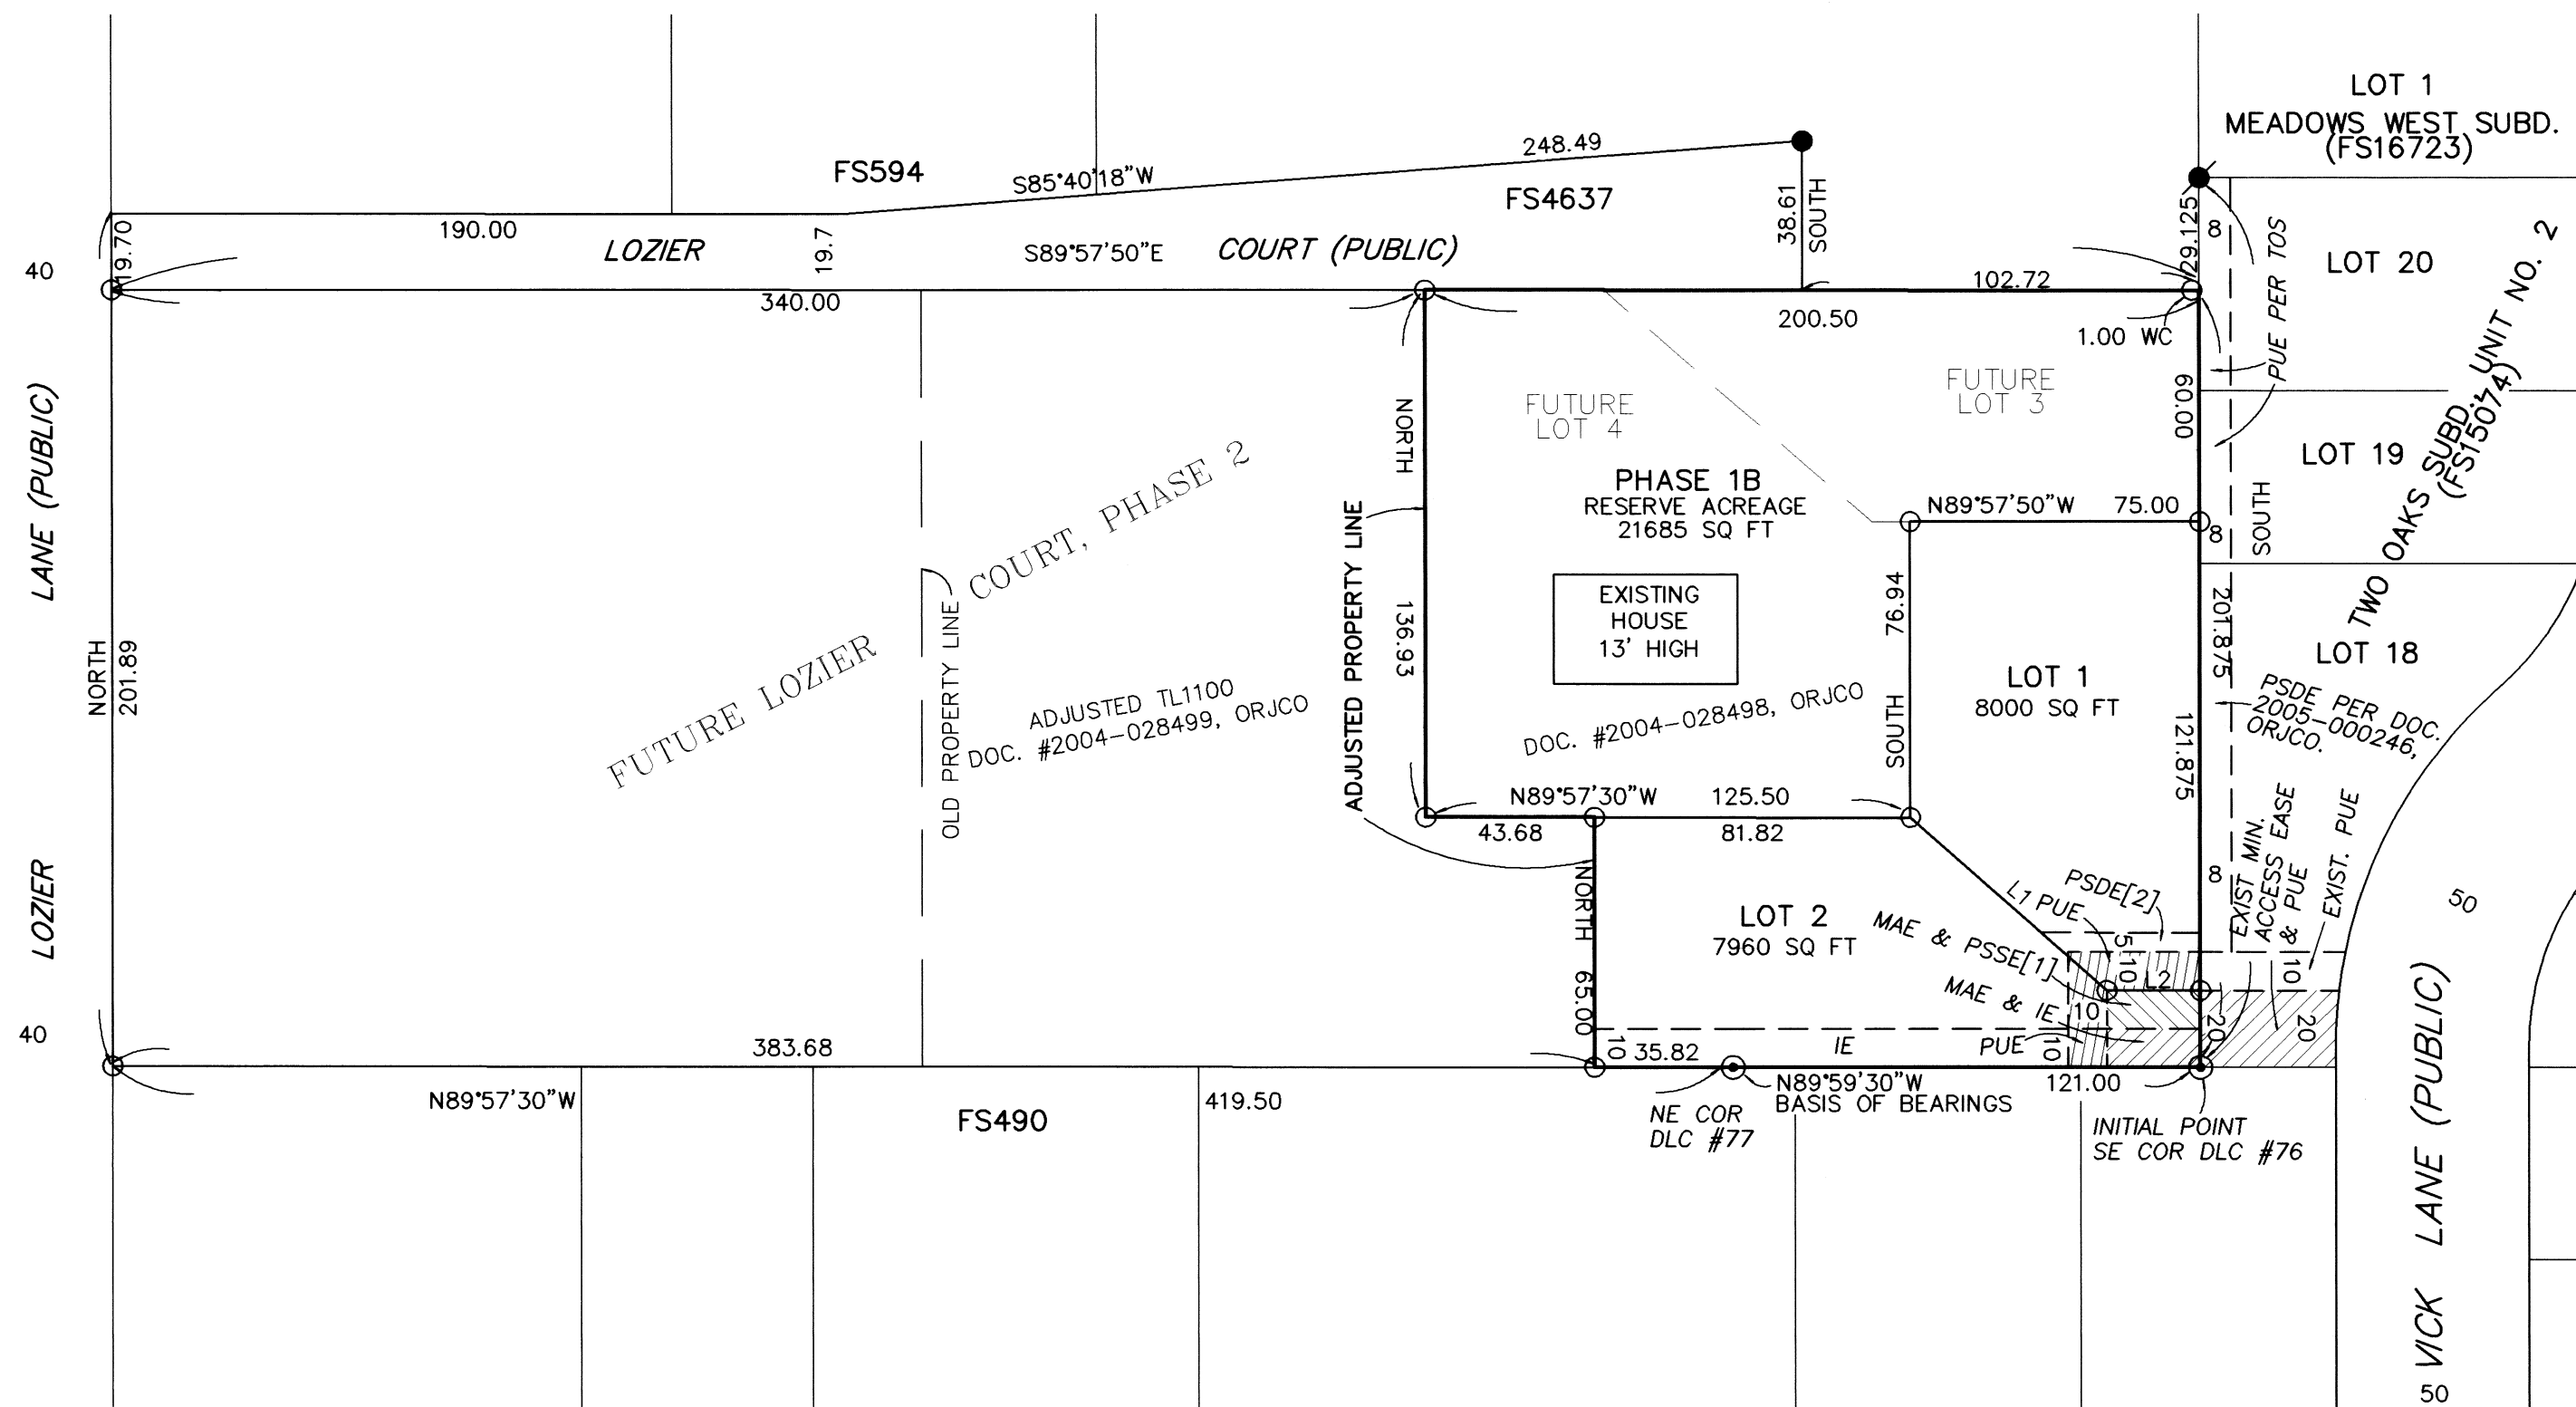 LOT 1
MEADOWS WEST SUBD.
(FS16723)
248.49
FS594
S85°40'18"W
FS4637
38.61
SOUTH
29.125
8
PUE PER TOS
LOT 20
TWO OAKS SUBD., UNIT NO. 2
(FS15074)
40
19.70
190.00
LOZIER
19.7
S89°57'50"E
COURT (PUBLIC)
102.72
340.00
200.50
1.00 WC
LANE (PUBLIC)
NORTH
FUTURE
LOT 4
FUTURE
LOT 3
60.00
LOT 19
PHASE 1B
RESERVE ACREAGE
21685 SQ FT
N89°57'50"W
75.00
8
SOUTH
ADJUSTED PROPERTY LINE
FUTURE LOZIER COURT, PHASE 2
OLD PROPERTY LINE
EXISTING
HOUSE
13' HIGH
136.93
76.94
SOUTH
201.875
NORTH
201.89
ADJUSTED TL1100
DOC. #2004-028499, ORJCO
DOC. #2004-028498, ORJCO
LOT 1
8000 SQ FT
121.875
LOT 18
PSDE PER DOC.
2005-000246,
ORJCO.
N89°57'30"W
125.50
43.68
81.82
LOZIER
NORTH
65.00
LOT 2
7960 SQ FT
PSDE[2]
L1 PUE
MAE & PSSE[1]
MAE & IE
8
EXIST MIN.
ACCESS EASE
& PUE
EXIST. PUE
50
5
10
L2
10
10
20
20
40
383.68
10
35.82
IE
PUE
10
N89°57'30"W
FS490
419.50
NE COR
DLC #77
N89°59'30"W
BASIS OF BEARINGS
121.00
INITIAL POINT
SE COR DLC #76
VICK LANE (PUBLIC)
50